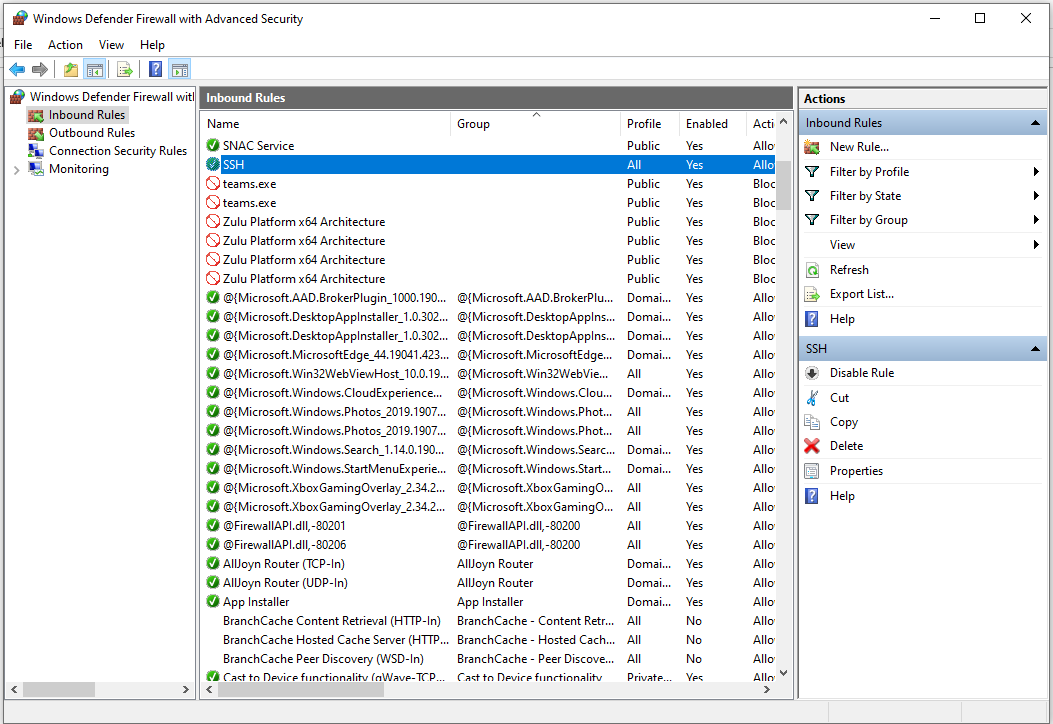 Windows Defender Firewall with Advanced Security
File Action View Help
Windows Defender Firewall witl
Inbound Rules
Outbound Rules
Connection Security Rules
Monitoring
Inbound Rules
Name Group Profile Enabled Acti
SNAC Service Public Yes Allo
SSH All Yes Allo
teams.exe Public Yes Bloc
teams.exe Public Yes Bloc
Zulu Platform x64 Architecture Public Yes Bloc
Zulu Platform x64 Architecture Public Yes Bloc
Zulu Platform x64 Architecture Public Yes Bloc
Zulu Platform x64 Architecture Public Yes Bloc
@{Microsoft.AAD.BrokerPlugin_1000.190... @{Microsoft.AAD.BrokerPlu... Domai... Yes Allo
@{Microsoft.DesktopAppInstaller_1.0.302... @{Microsoft.DesktopAppIns... Domai... Yes Allo
@{Microsoft.DesktopAppInstaller_1.0.302... @{Microsoft.DesktopAppIns... Domai... Yes Allo
@{Microsoft.MicrosoftEdge_44.19041.423... @{Microsoft.MicrosoftEdge... Domai... Yes Allo
@{Microsoft.Win32WebViewHost_10.0.19... @{Microsoft.Win32WebVie... All Yes Allo
@{Microsoft.Windows.CloudExperience... @{Microsoft.Windows.Clou... Domai... Yes Allo
@{Microsoft.Windows.Photos_2019.1907... @{Microsoft.Windows.Phot... All Yes Allo
@{Microsoft.Windows.Photos_2019.1907... @{Microsoft.Windows.Phot... All Yes Allo
@{Microsoft.Windows.Search_1.14.0.190... @{Microsoft.Windows.Searc... Domai... Yes Allo
@{Microsoft.Windows.StartMenuExperie... @{Microsoft.Windows.Start... Domai... Yes Allo
@{Microsoft.XboxGamingOverlay_2.34.2... @{Microsoft.XboxGamingO... All Yes Allo
@{Microsoft.XboxGamingOverlay_2.34.2... @{Microsoft.XboxGamingO... All Yes Allo
@FirewallAPI.dll,-80201 @FirewallAPI.dll,-80200 All Yes Allo
@FirewallAPI.dll,-80206 @FirewallAPI.dll,-80200 All Yes Allo
AllJoyn Router (TCP-In) AllJoyn Router Domai... Yes Allo
AllJoyn Router (UDP-In) AllJoyn Router Domai... Yes Allo
App Installer App Installer Domai... Yes Allo
BranchCache Content Retrieval (HTTP-In) BranchCache - Content Retr... All No Allo
BranchCache Hosted Cache Server (HTTP... BranchCache - Hosted Cach... All No Allo
BranchCache Peer Discovery (WSD-In) BranchCache - Peer Discove... All No Allo
Cast to Device functionality (qWave-TCP... Cast to Device functionality Private... Yes Allo
Actions
Inbound Rules
New Rule...
Filter by Profile
Filter by State
Filter by Group
View
Refresh
Export List...
Help
SSH
Disable Rule
Cut
Copy
Delete
Properties
Help